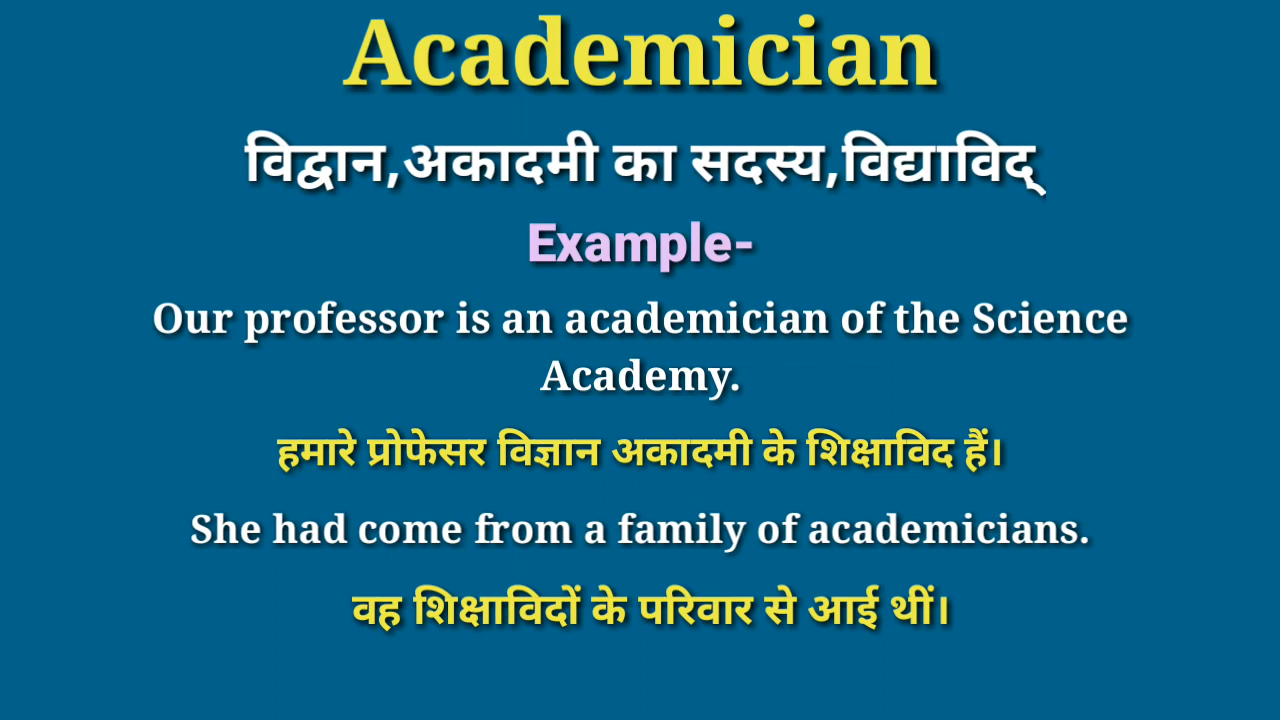 Academician
विद्वान,अकादमी का सदस्य,विद्याविद्
Example-
Our professor is an academician of the Science
Academy.
हमारे प्रोफेसर विज्ञान अकादमी के शिक्षाविद हैं।
She had come from a family of academicians.
वह शिक्षाविदों के परिवार से आई थीं।